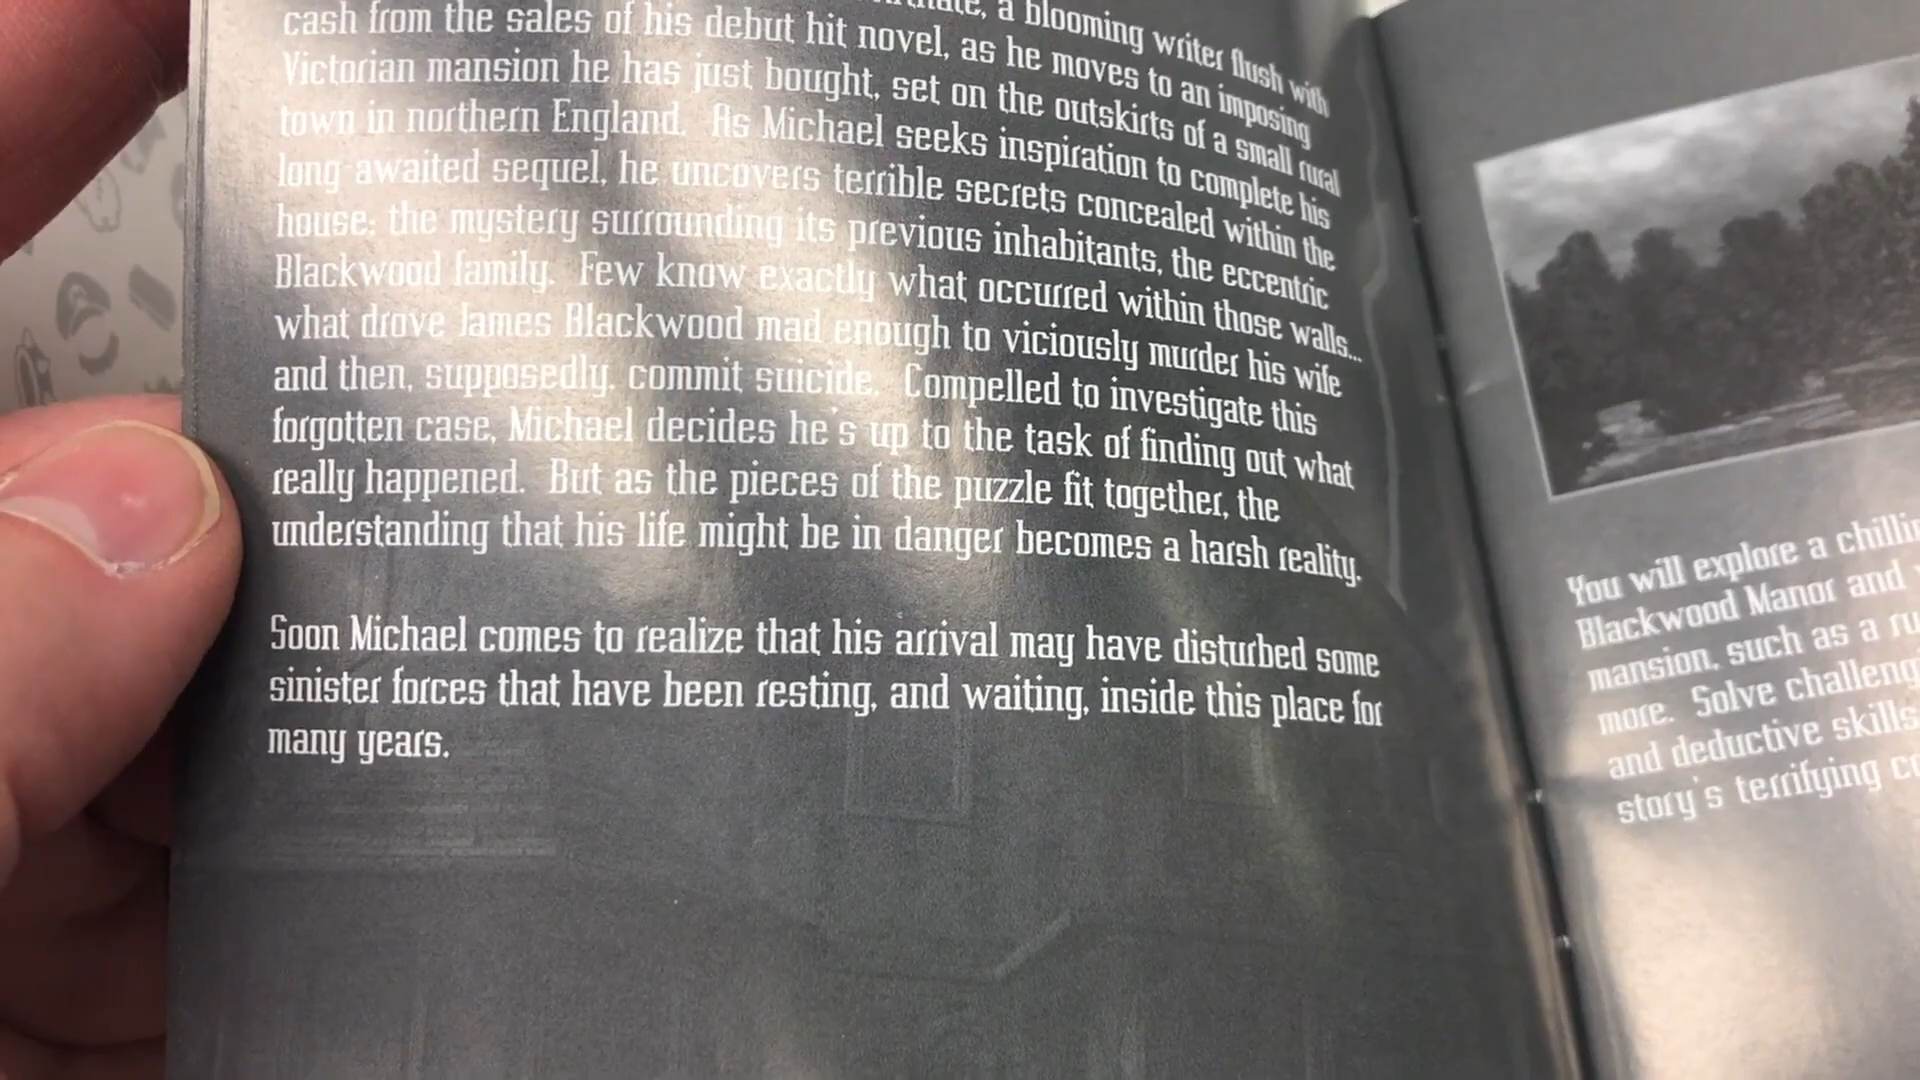 a blooming writer flush with
cash from the sales of his debut hit novel, as he moves to an imposing
Victorian mansion he has just bought, set on the outskirts of a small rural
town in northern England. As Michael seeks inspiration to complete his
long-awaited sequel, he uncovers terrible secrets concealed within the
house: the mystery surrounding its previous inhabitants, the eccentric
Blackwood family. Few know exactly what occurred within those walls...
what drove James Blackwood mad enough to viciously murder his wife
and then, supposedly, commit suicide. Compelled to investigate this
forgotten case, Michael decides he's up to the task of finding out what
really happened. But as the pieces of the puzzle fit together, the
understanding that his life might be in danger becomes a harsh reality.
Soon Michael comes to realize that his arrival may have disturbed some
sinister forces that have been resting, and waiting, inside this place for
many years.
You will explore a
Blackwood Manor and
mansion, such as a
more. Solve
and deductive skills
story's terrifying